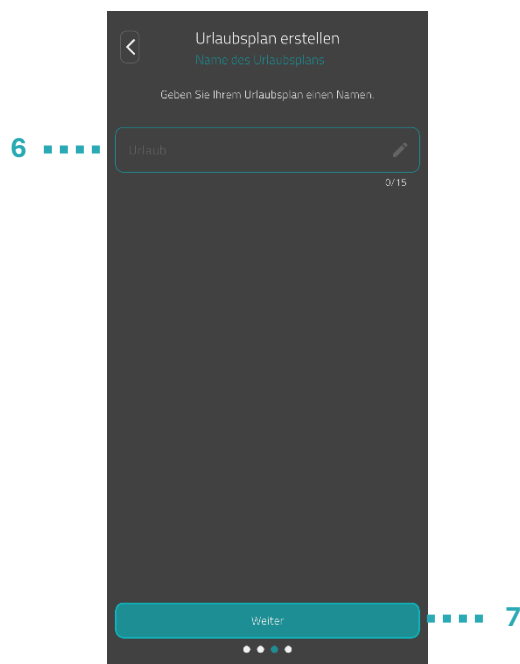 Urlaubsplan erstellen
Name des Urlaubsplans
Geben Sie Ihrem Urlaubsplan einen Namen.
6
Urlaub
0/15
Weiter
7